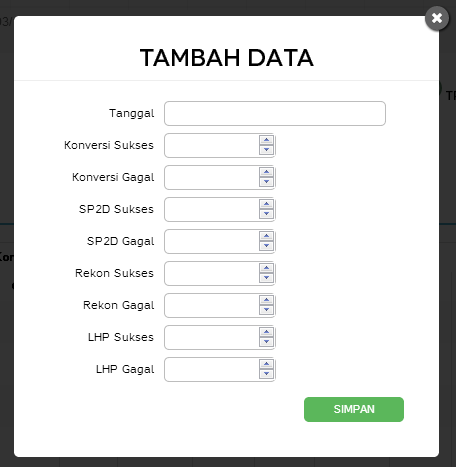 TAMBAH DATA
Tanggal
Konversi Sukses
Konversi Gagal
SP2D Sukses
SP2D Gagal
Rekon Sukses
Rekon Gagal
LHP Sukses
LHP Gagal
SIMPAN